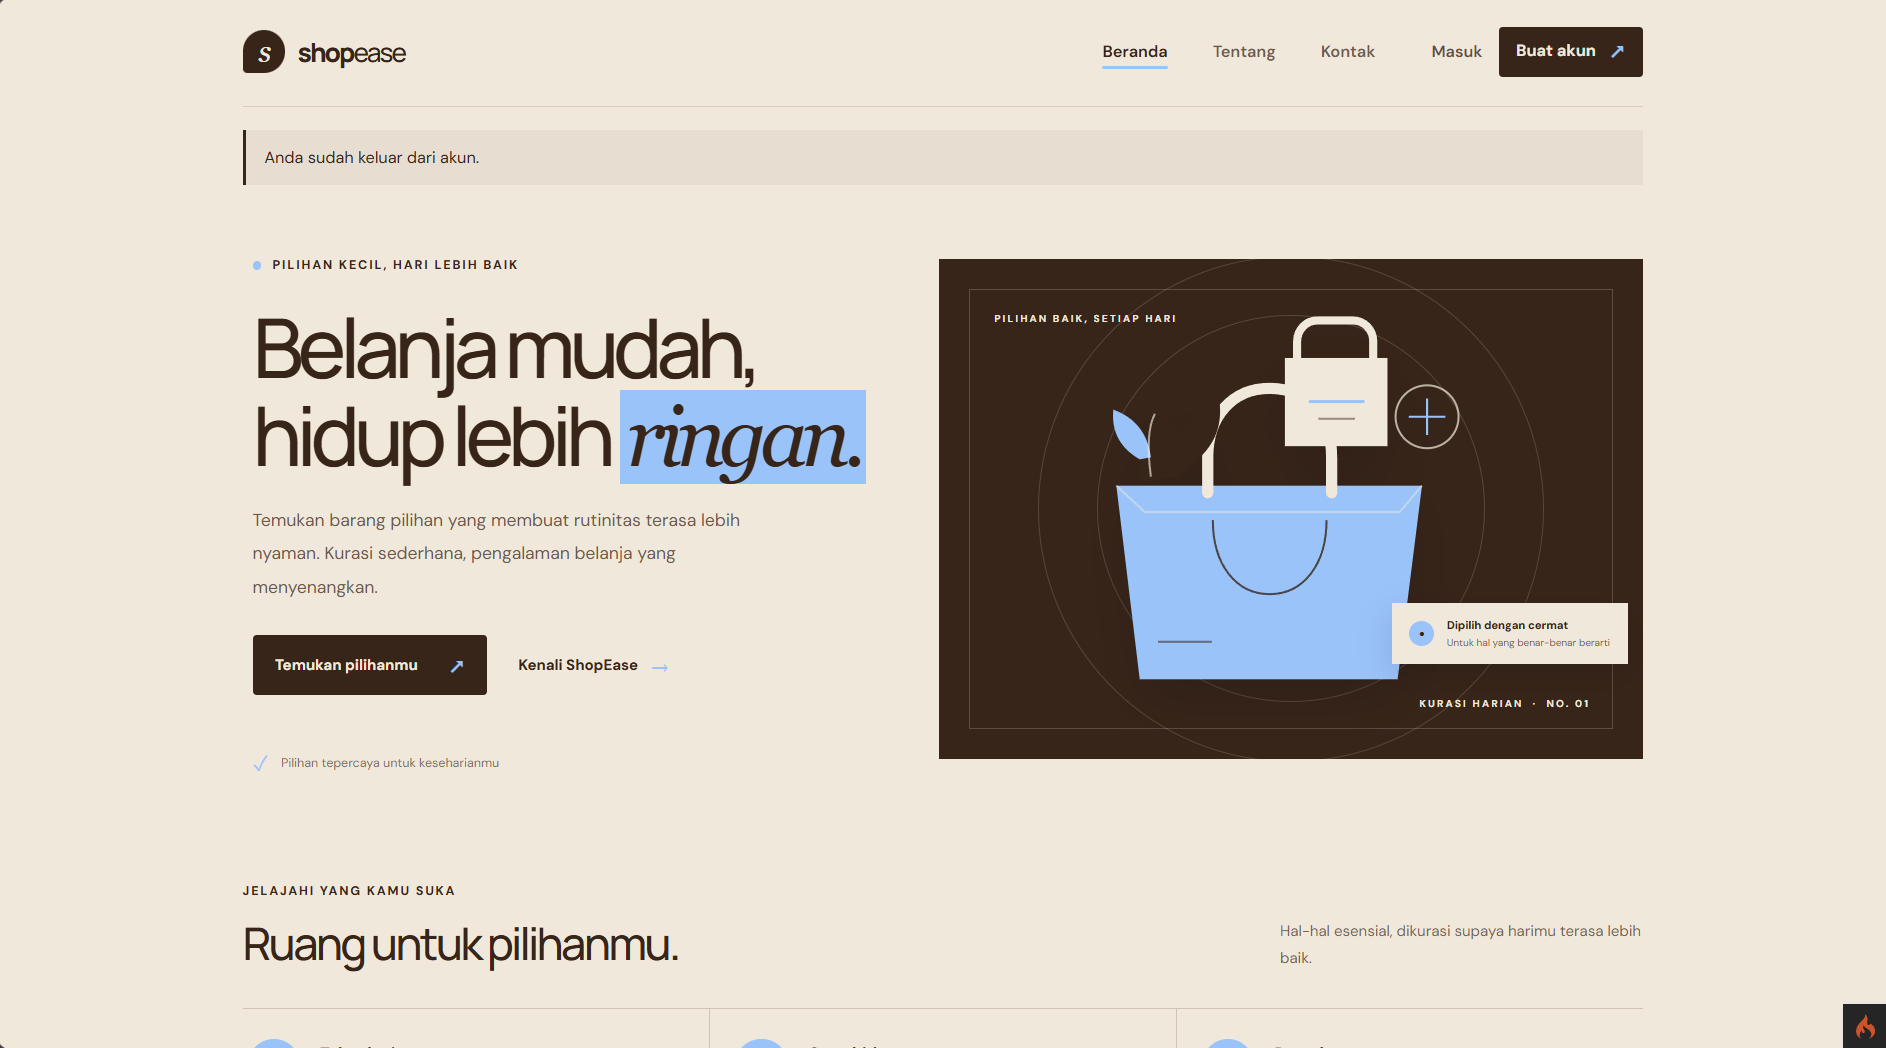 s shopease
Beranda Tentang Kontak Masuk Buat akun ↗
Anda sudah keluar dari akun.
PILIHAN KECIL, HARI LEBIH BAIK
Belanja mudah,
hidup lebih ringan.
Temukan barang pilihan yang membuat rutinitas terasa lebih
nyaman. Kurasi sederhana, pengalaman belanja yang
menyenangkan.
Temukan pilihanmu ↗ Kenali ShopEase →
✓ Pilihan tepercaya untuk keseharianmu
PILIHAN BAIK, SETIAP HARI
Dipilih dengan cermat
Untuk hal yang benar-benar berarti
KURASI HARIAN · NO. 01
JELAJAHI YANG KAMU SUKA
Ruang untuk pilihanmu.
Hal-hal esensial, dikurasi supaya harimu terasa lebih
baik.